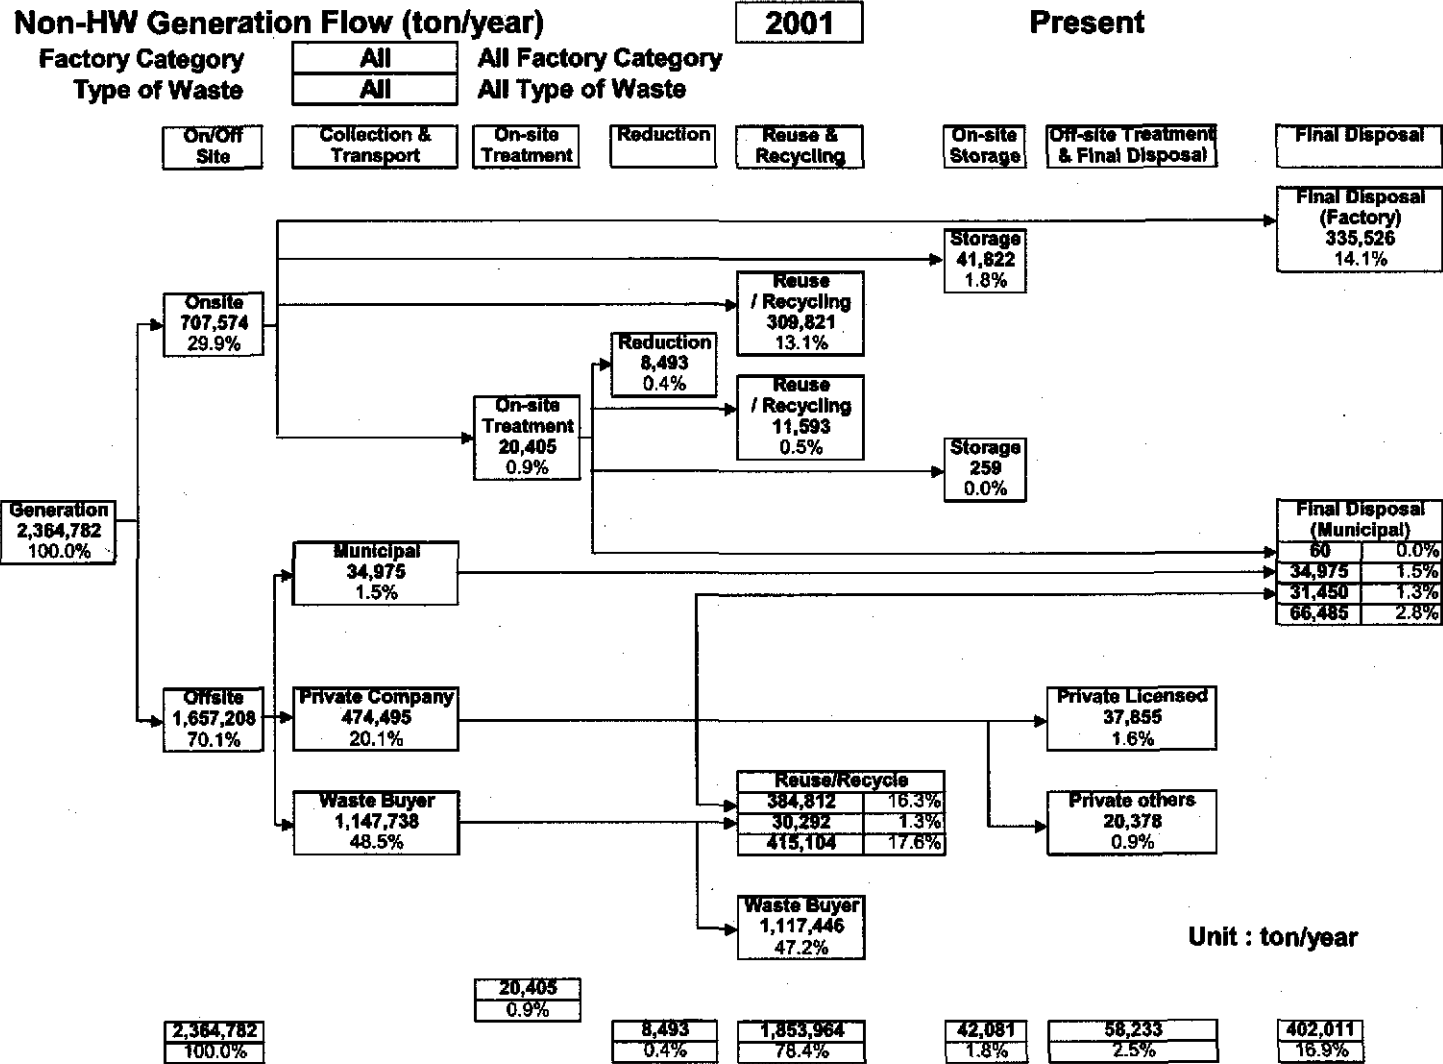 Non-HW Generation Flow (ton/year)
2001
Present
Factory Category
All
All Factory Category
Type of Waste
All
All Type of Waste
On/Off
Site
Collection &
Transport
On-site
Treatment
Reduction
Reuse &
Recycling
On-site
Storage
Off-site Treatment
& Final Disposal
Final Disposal
Final Disposal
(Factory)
335,526
14.1%
Storage
41,822
1.8%
Reuse
/ Recycling
309,821
13.1%
Onsite
707,574
29.9%
Reduction
8,493
0.4%
Reuse
/ Recycling
11,593
0.5%
On-site
Treatment
20,405
0.9%
Storage
259
0.0%
Generation
2,364,782
100.0%
Final Disposal
(Municipal)
60 0.0%
34,975 1.5%
31,450 1.3%
66,485 2.8%
Municipal
34,975
1.5%
Offsite
1,657,208
70.1%
Private Company
474,495
20.1%
Private Licensed
37,855
1.6%
Waste Buyer
1,147,738
48.5%
Reuse/Recycle
384,812 16.3%
30,292 1.3%
415,104 17.6%
Private others
20,378
0.9%
Waste Buyer
1,117,446
47.2%
Unit : ton/year
20,405
0.9%
2,364,782
100.0%
8,493
0.4%
1,853,964
78.4%
42,081
1.8%
58,233
2.5%
402,011
16.9%